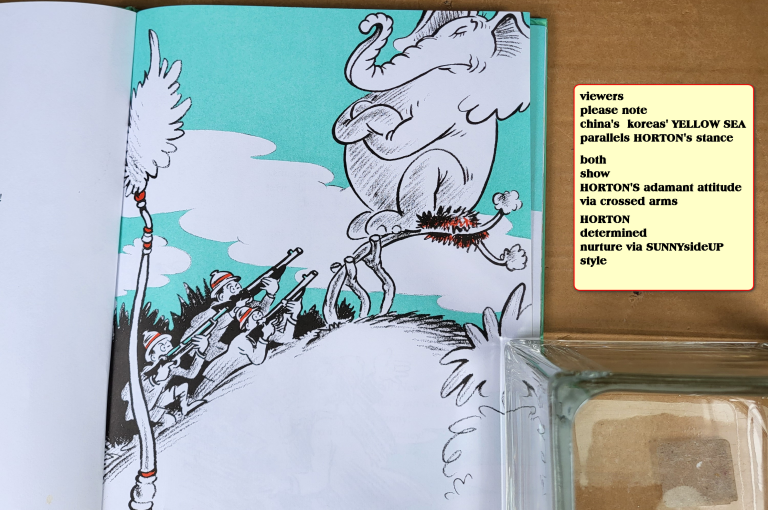 viewers
please note
china's koreas' YELLOW SEA
parallels HORTON's stance
both
show
HORTON'S adamant attitude
via crossed arms
HORTON
determined
nurture via SUNNYsideUP
style